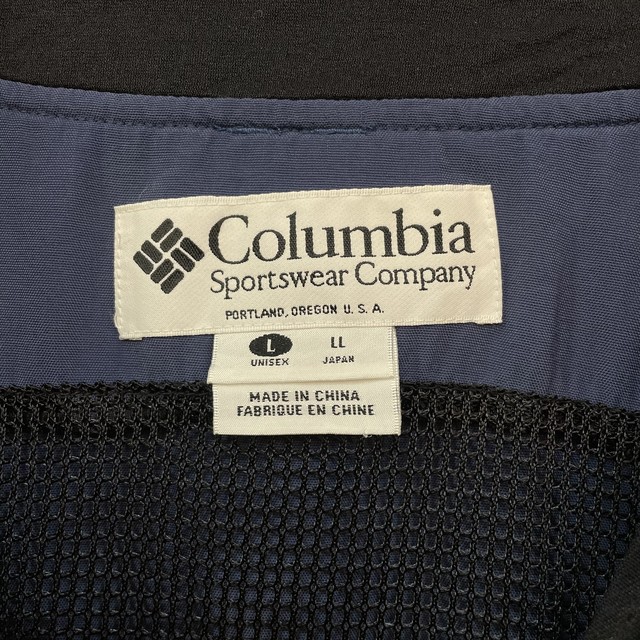 Columbia
Sportswear Company
PORTLAND, OREGON U.S.A.
L LL
UNISEX JAPAN
MADE IN CHINA
FABRIQUE EN CHINE